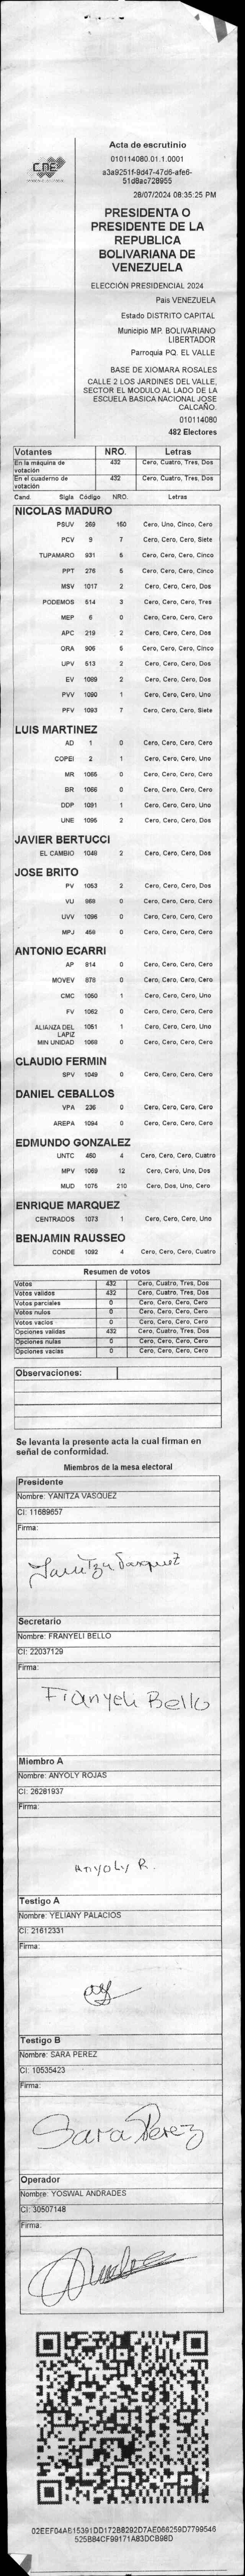 CNE
Acta de escrutinio
010114080.01.1.0001
a3a9251f-9d47-47d6-afe6-
51d8ac728955
28/07/2024 08:35:25 PM
PRESIDENTA O
PRESIDENTE DE LA
REPUBLICA
BOLIVARIANA DE
VENEZUELA
ELECCIÓN PRESIDENCIAL 2024
Pais VENEZUELA
Estado DISTRITO CAPITAL
Municipio MP. BOLIVARIANO
LIBERTADOR
Parroquia PQ. EL VALLE
BASE DE XIOMARA ROSALES
CALLE 2 LOS JARDINES DEL VALLE,
SECTOR EL MODULO AL LADO DE LA
ESCUELA BASICA NACIONAL JOSE
CALCAÑO.
010114080
482 Electores
Votantes NRO. Letras
En la máquina de votación 432 Cero, Cuatro, Tres, Dos
En el cuaderno de votación 432 Cero, Cuatro, Tres, Dos
Cand. Sigla Código NRO. Letras
NICOLAS MADURO
PSUV 269 150 Cero, Uno, Cinco, Cero
PCV 9 7 Cero, Cero, Cero, Siete
TUPAMARO 931 5 Cero, Cero, Cero, Cinco
PPT 276 5 Cero, Cero, Cero, Cinco
MSV 1017 2 Cero, Cero, Cero, Dos
PODEMOS 514 3 Cero, Cero, Cero, Tres
MEP 6 0 Cero, Cero, Cero, Cero
APC 219 2 Cero, Cero, Cero, Dos
ORA 906 5 Cero, Cero, Cero, Cinco
UPV 513 2 Cero, Cero, Cero, Dos
EV 1089 2 Cero, Cero, Cero, Dos
PVV 1090 1 Cero, Cero, Cero, Uno
PFV 1093 7 Cero, Cero, Cero, Siete
LUIS MARTINEZ
AD 1 0 Cero, Cero, Cero, Cero
COPEI 2 1 Cero, Cero, Cero, Uno
MR 1065 0 Cero, Cero, Cero, Cero
BR 1066 0 Cero, Cero, Cero, Cero
DDP 1091 1 Cero, Cero, Cero, Uno
UNE 1095 2 Cero, Cero, Cero, Dos
JAVIER BERTUCCI
EL CAMBIO 1048 2 Cero, Cero, Cero, Dos
JOSE BRITO
PV 1053 2 Cero, Cero, Cero, Dos
VU 868 0 Cero, Cero, Cero, Cero
UVV 1096 0 Cero, Cero, Cero, Cero
MPJ 458 0 Cero, Cero, Cero, Cero
ANTONIO ECARRI
AP 814 0 Cero, Cero, Cero, Cero
MOVEV 878 0 Cero, Cero, Cero, Cero
CMC 1050 1 Cero, Cero, Cero, Uno
FV 1062 0 Cero, Cero, Cero, Cero
ALIANZA DEL LAPIZ 1051 1 Cero, Cero, Cero, Uno
MIN UNIDAD 1068 0 Cero, Cero, Cero, Cero
CLAUDIO FERMIN
SPV 1049 0 Cero, Cero, Cero, Cero
DANIEL CEBALLOS
VPA 236 0 Cero, Cero, Cero, Cero
AREPA 1094 0 Cero, Cero, Cero, Cero
EDMUNDO GONZALEZ
UNTC 460 4 Cero, Cero, Cero, Cuatro
MPV 1069 12 Cero, Cero, Uno, Dos
MUD 1075 210 Cero, Dos, Uno, Cero
ENRIQUE MARQUEZ
CENTRADOS 1073 1 Cero, Cero, Cero, Uno
BENJAMIN RAUSSEO
CONDE 1092 4 Cero, Cero, Cero, Cuatro
Resumen de votos
Votos 432 Cero, Cuatro, Tres, Dos
Votos validos 432 Cero, Cuatro, Tres, Dos
Votos parciales 0 Cero, Cero, Cero, Cero
Votos nulos 0 Cero, Cero, Cero, Cero
Votos vacios 0 Cero, Cero, Cero, Cero
Opciones validas 432 Cero, Cuatro, Tres, Dos
Opciones nulas 0 Cero, Cero, Cero, Cero
Opciones vacias 0 Cero, Cero, Cero, Cero
Observaciones:
Se levanta la presente acta la cual firman en
señal de conformidad.
Miembros de la mesa electoral
Presidente
Nombre: YANITZA VASQUEZ
CI: 11689657
Firma:
Yanitza Vasquez
Secretario
Nombre: FRANYELI BELLO
CI: 22037129
Firma:
Franyeli Bello
Miembro A
Nombre: ANYOLY ROJAS
CI: 26281937
Firma:
Anyoly R.
Testigo A
Nombre: YELIANY PALACIOS
CI: 21612331
Firma:
Testigo B
Nombre: SARA PEREZ
CI: 10535423
Firma:
Sara Perez
Operador
Nombre: YOSWAL ANDRADES
CI: 30507148
Firma:
02EEF04AE15391DD172B8292D7AE066259D7799546
525BB4CF99171A83DCB98D